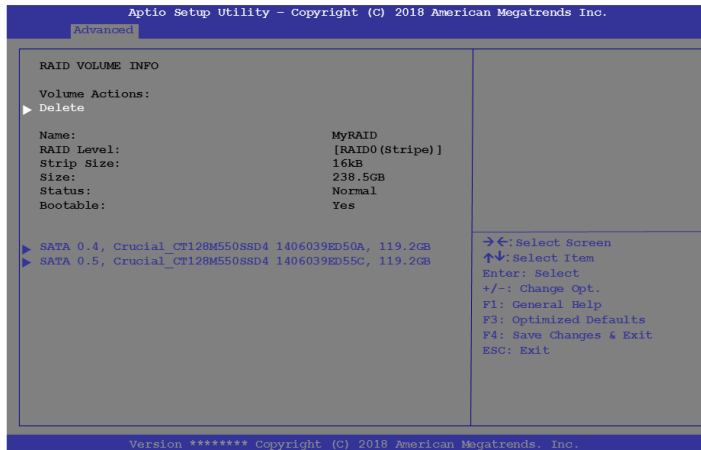 Aptio Setup Utility – Copyright (C) 2018 American Megatrends Inc.
Advanced
RAID VOLUME INFO
Volume Actions:
▶ Delete
Name: MyRAID
RAID Level: [RAID0(Stripe)]
Strip Size: 16kB
Size: 238.5GB
Status: Normal
Bootable: Yes
▶ SATA 0.4, Crucial_CT128M550SSD4 1406039ED50A, 119.2GB
▶ SATA 0.5, Crucial_CT128M550SSD4 1406039ED55C, 119.2GB
→←:Select Screen
↑↓:Select Item
Enter: Select
+/-: Change Opt.
F1: General Help
F3: Optimized Defaults
F4: Save Changes & Exit
ESC: Exit
Version ******** Copyright (C) 2018 American Megatrends. Inc.